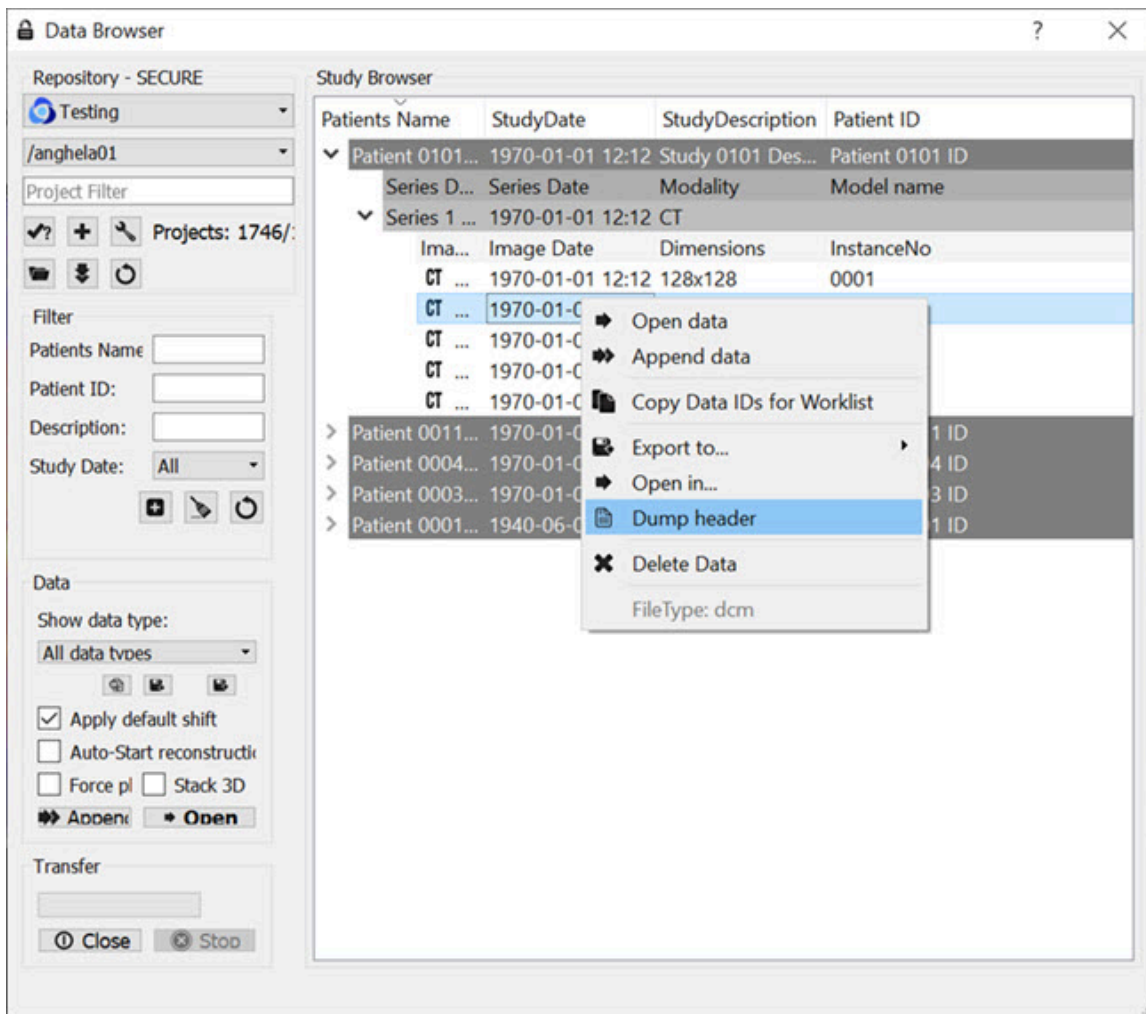 Data Browser
?
Repository - SECURE
Testing
/anghela01
Project Filter
Projects: 1746/
Filter
Patients Name
Patient ID:
Description:
Study Date: All
Data
Show data type:
All data types
Apply default shift
Auto-Start reconstructi
Force pl Stack 3D
Appen Open
Transfer
Close Stop
Study Browser
Patients Name StudyDate StudyDescription Patient ID
Patient 0101... 1970-01-01 12:12 Study 0101 Des... Patient 0101 ID
Series D... Series Date Modality Model name
Series 1 ... 1970-01-01 12:12 CT
Ima... Image Date Dimensions InstanceNo
CT ... 1970-01-01 12:12 128x128 0001
CT ... 1970-01-0
CT ... 1970-01-0
CT ... 1970-01-0
CT ... 1970-01-0
Patient 0011... 1970-01-0 1 ID
Patient 0004... 1970-01-0 4 ID
Patient 0003... 1970-01-0 3 ID
Patient 0001... 1940-06-0 1 ID
Open data
Append data
Copy Data IDs for Worklist
Export to...
Open in...
Dump header
Delete Data
FileType: dcm